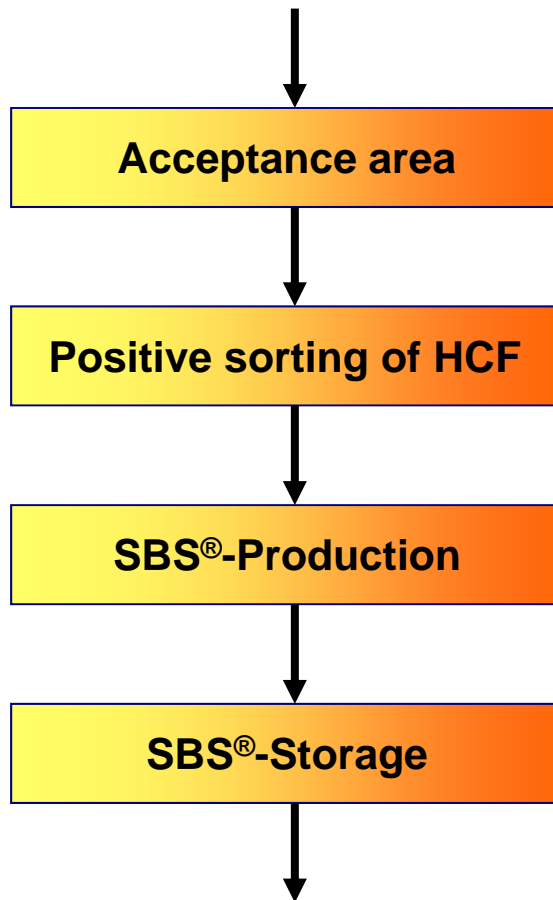 Acceptance area
Positive sorting of HCF
SBS®-Production
SBS®-Storage